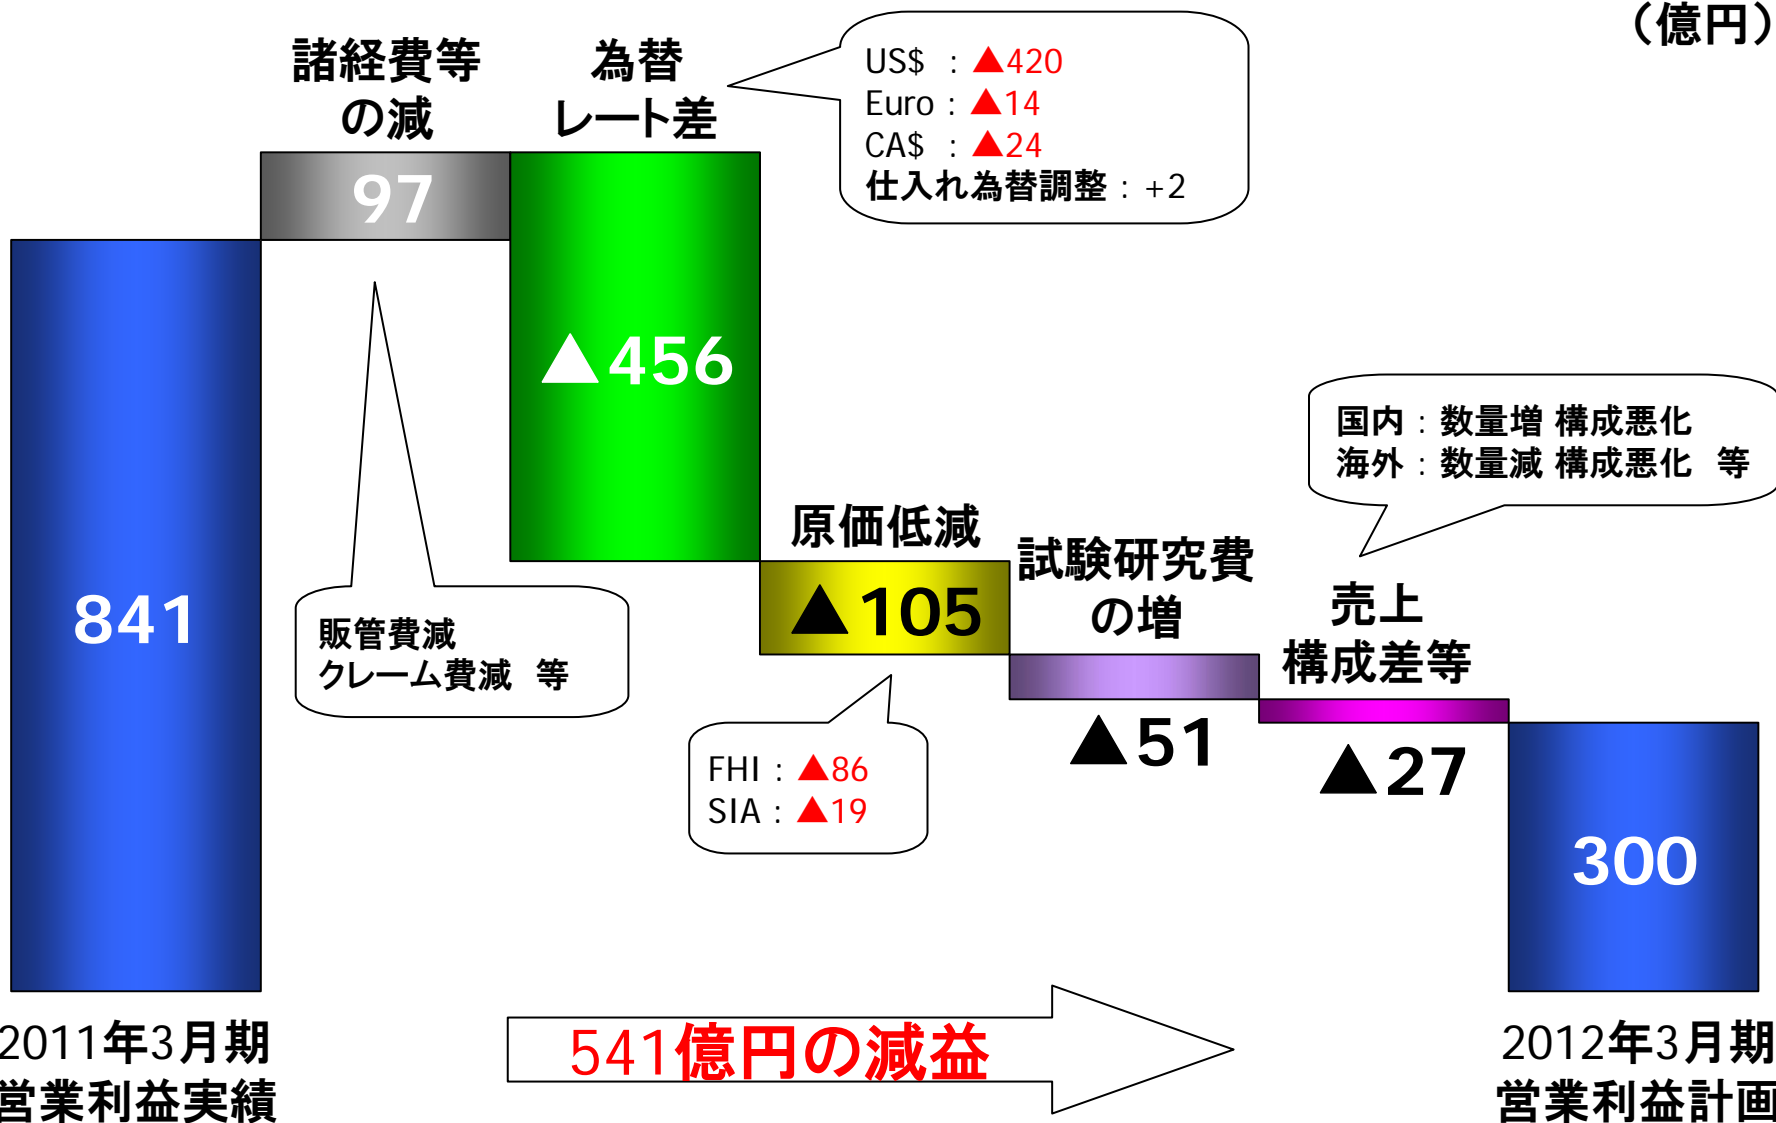 （億円）
諸経費等
の減
為替
レート差
US$ : ▲420
Euro : ▲14
CA$ : ▲24
仕入れ為替調整 : +2
97
▲456
841
販管費減
クレーム費減 等
原価低減
▲105
FHI : ▲86
SIA : ▲19
試験研究費
の増
▲51
国内 : 数量増 構成悪化
海外 : 数量減 構成悪化 等
売上
構成差等
▲27
300
2011年3月期
営業利益実績
541億円の減益
2012年3月期
営業利益計画